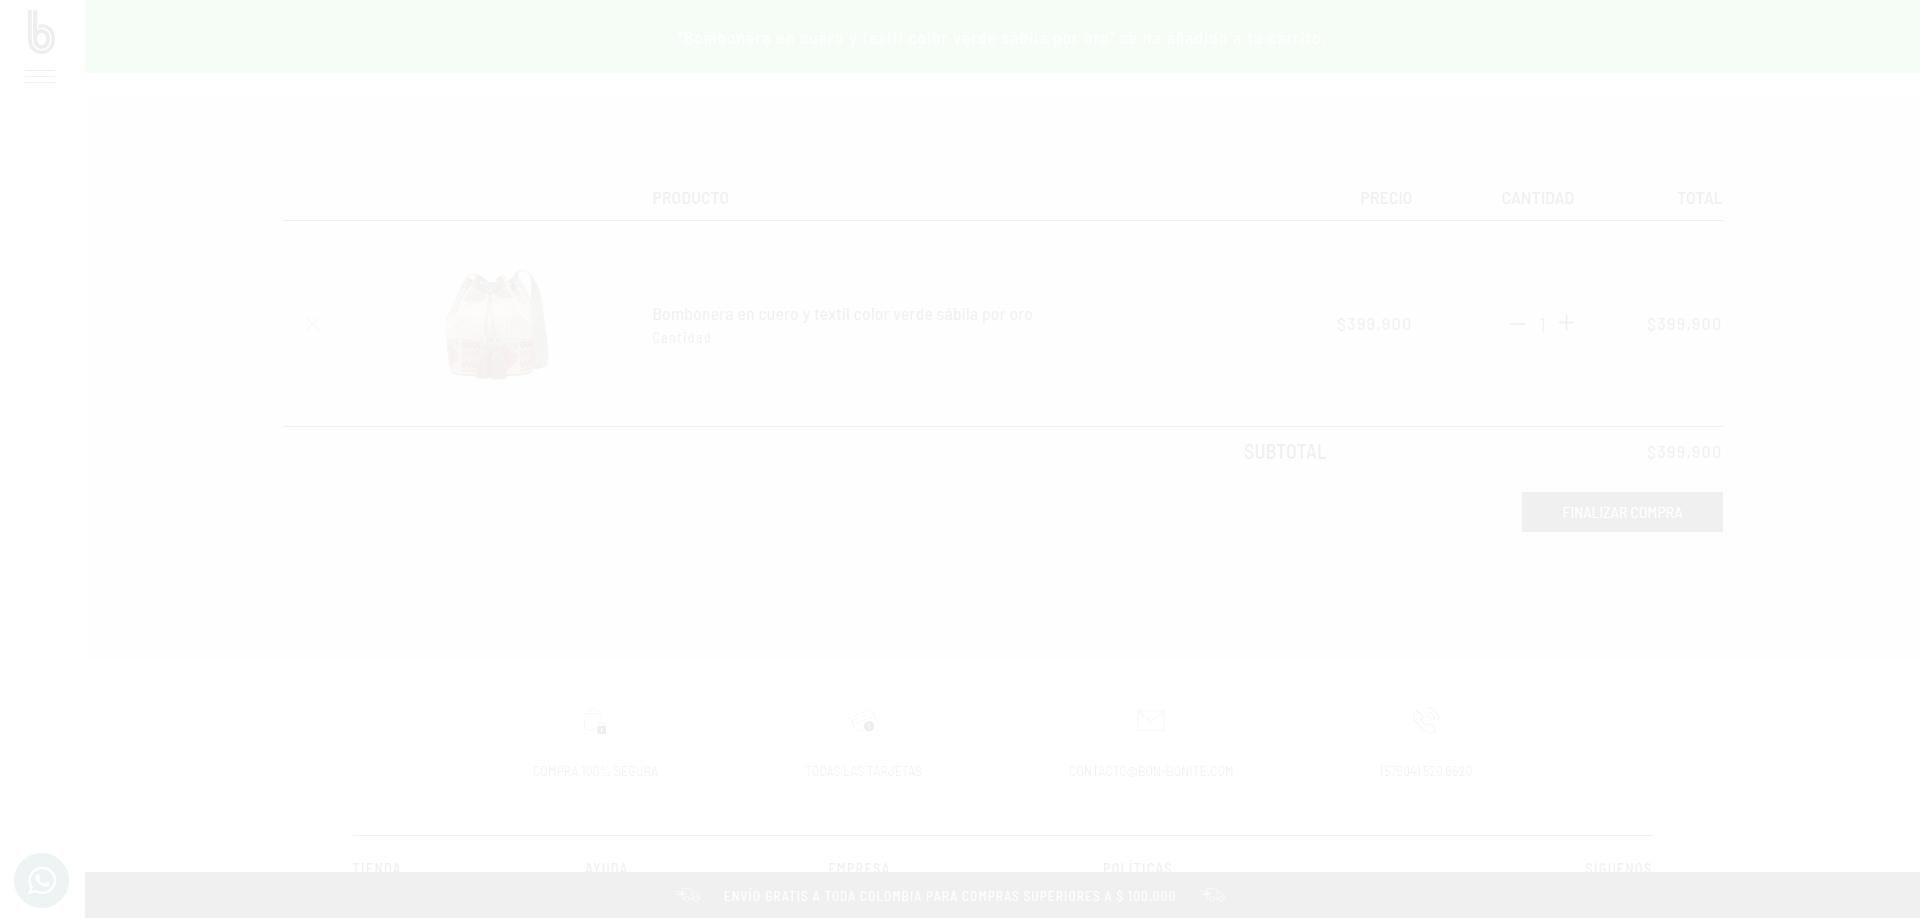 b
"Bombonera en cuero y textil color verde sábila por oro" se ha añadido a tu carrito.
PRODUCTO PRECIO CANTIDAD TOTAL
Bombonera en cuero y textil color verde sábila por oro
Cantidad
$399,900 — 1 + $399,900
SUBTOTAL $399,900
FINALIZAR COMPRA
COMPRA 100% SEGURA TODAS LAS TARJETAS CONTACTO@BON-BONITE.COM (57604) 520 6620
TIENDA AYUDA EMPRESA POLÍTICAS SÍGUENOS
ENVÍO GRATIS A TODA COLOMBIA PARA COMPRAS SUPERIORES A $ 100.000